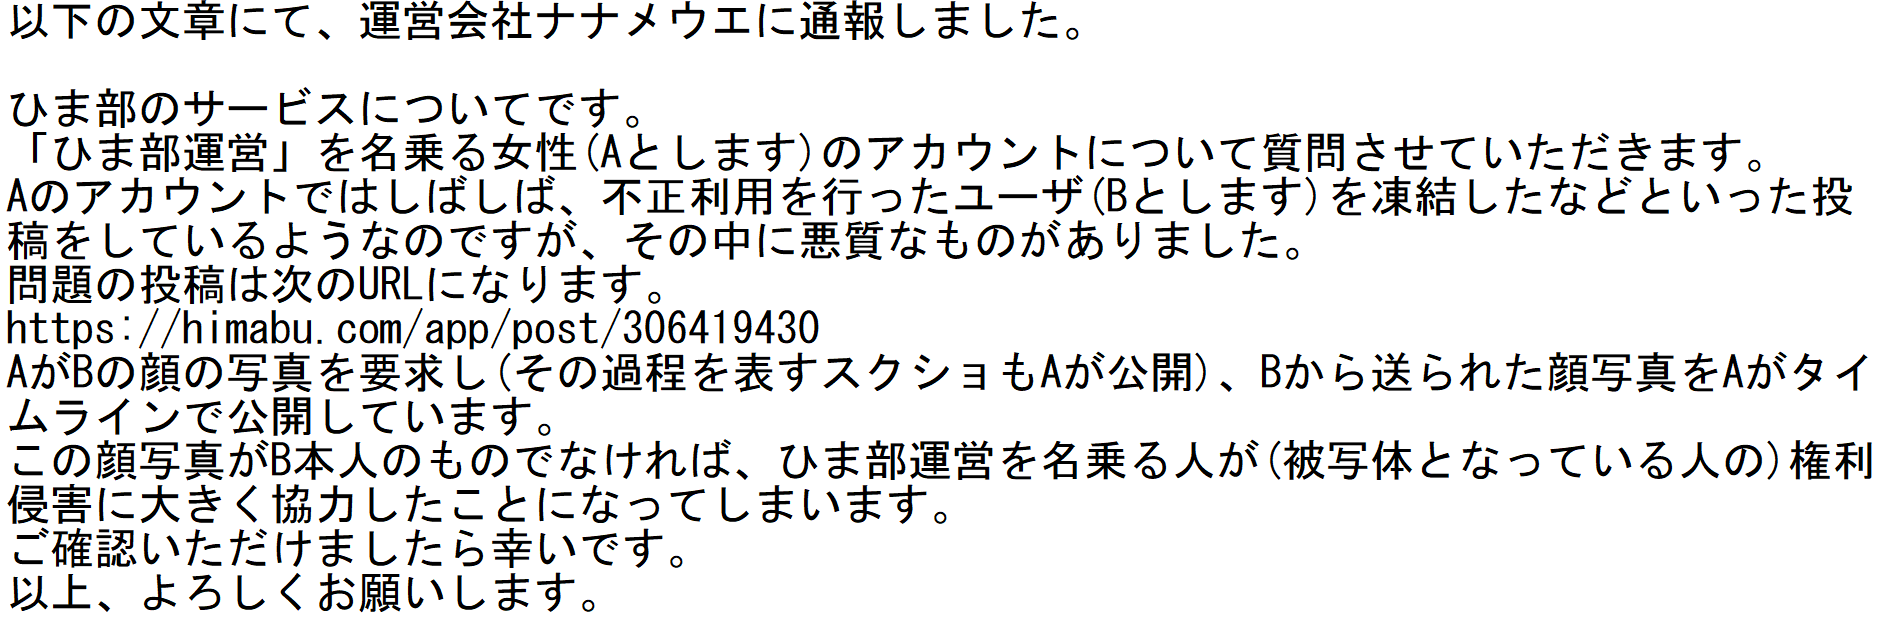 以下の文章にて、運営会社ナナメウエに通報しました。

ひま部のサービスについてです。
「ひま部運営」を名乗る女性(Aとします)のアカウントについて質問させていただきます。
Aのアカウントではしばしば、不正利用を行ったユーザ(Bとします)を凍結したなどといった投
稿をしているようなのですが、その中に悪質なものがありました。
問題の投稿は次のURLになります。
https://himabu.com/app/post/306419430
AがBの顔の写真を要求し(その過程を表すスクショもAが公開)、Bから送られた顔写真をAがタイ
ムラインで公開しています。
この顔写真がB本人のものでなければ、ひま部運営を名乗る人が(被写体となっている人の)権利
侵害に大きく協力したことになってしまいます。
ご確認いただけましたら幸いです。
以上、よろしくお願いします。